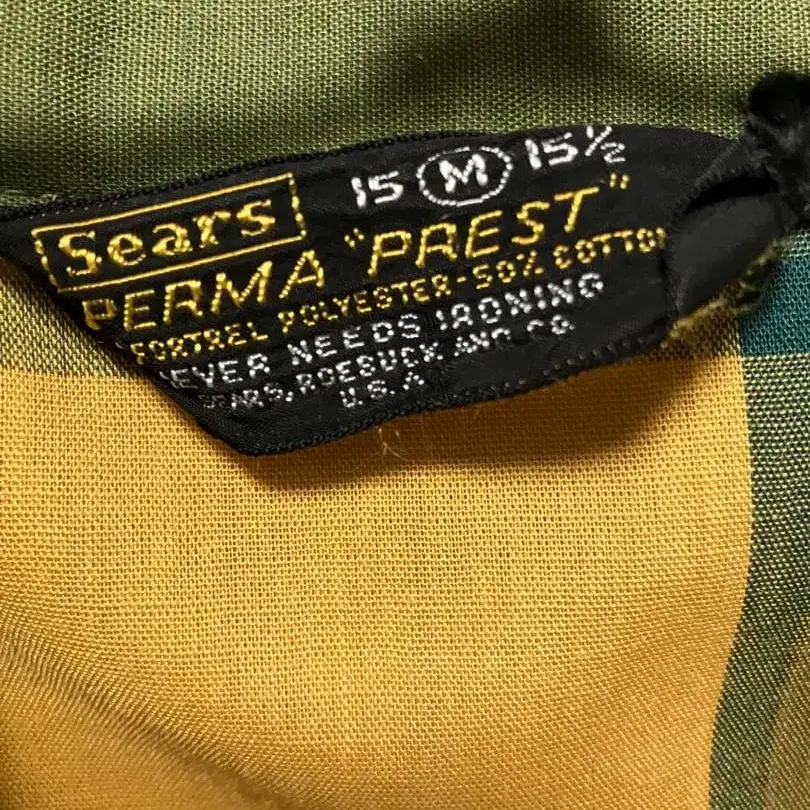 Sears 15 M 15½
PERMA "PREST"
FORTREL POLYESTER-50% COTTON
NEVER NEEDS IRONING
SEARS, ROEBUCK AND CO
U.S.A